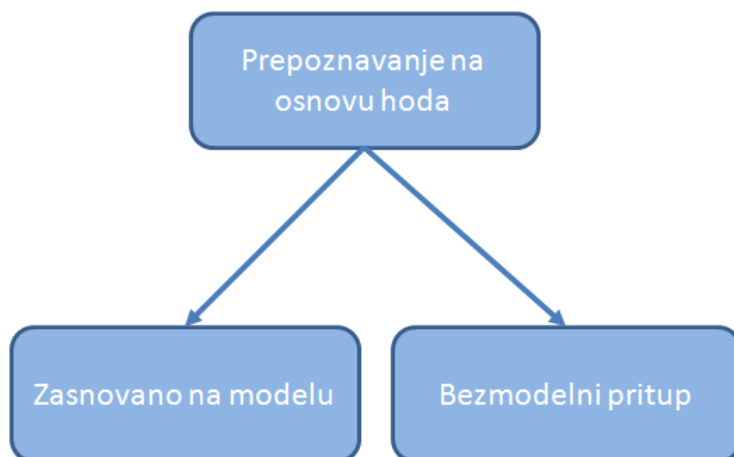 Prepoznavanje na
osnovu hoda
Zasnovano na modelu
Bezmodelni pritup